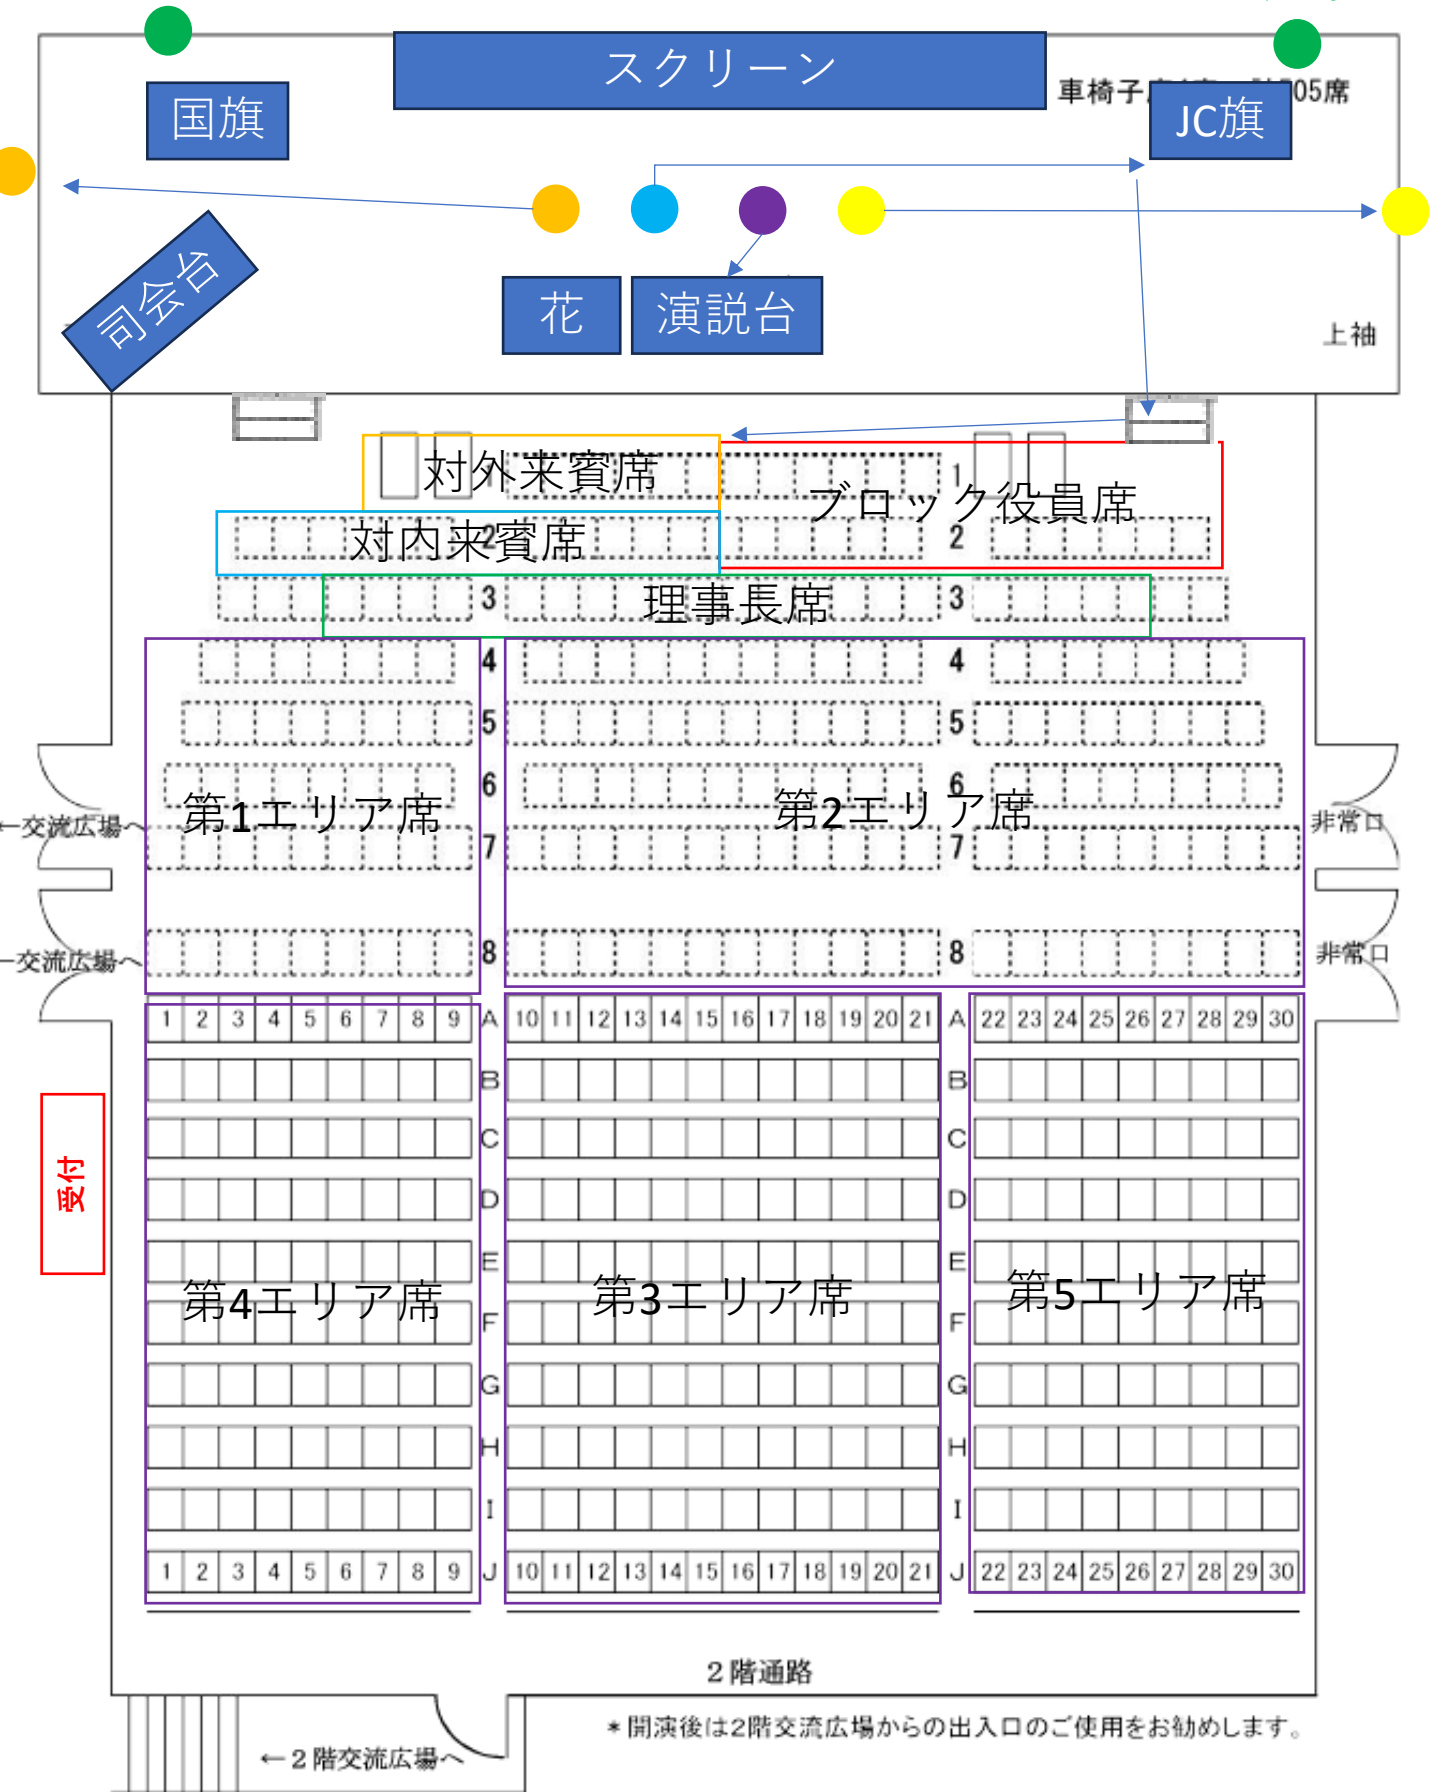 スクリーン
国旗
車椅子
05席
JC旗
司会台
花
演説台
上袖
対外来賓席
1
1
ブロック役員席
対内来賓席
2
2
3
理事長席
3
4
4
5
5
6
6
第1エリア席
第2エリア席
←交流広場へ
非常口
7
7
←交流広場へ
8
8
非常口
1 2 3 4 5 6 7 8 9 A 10 11 12 13 14 15 16 17 18 19 20 21 A 22 23 24 25 26 27 28 29 30
B B
C C
受付
D D
E E
第4エリア席
第3エリア席
第5エリア席
F F
G G
H H
I I
1 2 3 4 5 6 7 8 9 J 10 11 12 13 14 15 16 17 18 19 20 21 J 22 23 24 25 26 27 28 29 30
2階通路
*開演後は2階交流広場からの出入口のご使用をお勧めします。
←2階交流広場へ